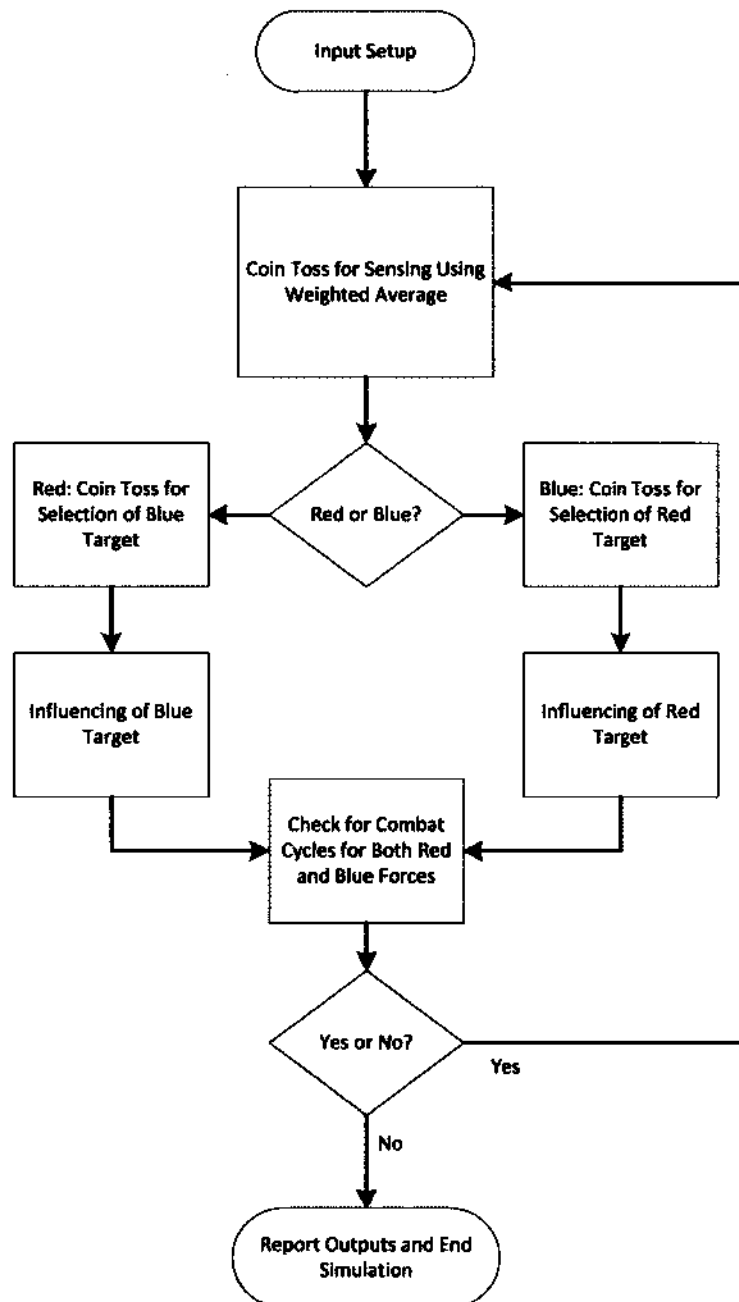 Input Setup
Coin Toss for Sensing Using
Weighted Average
Red: Coin Toss for
Selection of Blue
Target
Red or Blue?
Blue: Coin Toss for
Selection of Red
Target
Influencing of Blue
Target
Influencing of Red
Target
Check for Combat
Cycles for Both Red
and Blue Forces
Yes or No?
Yes
No
Report Outputs and End
Simulation